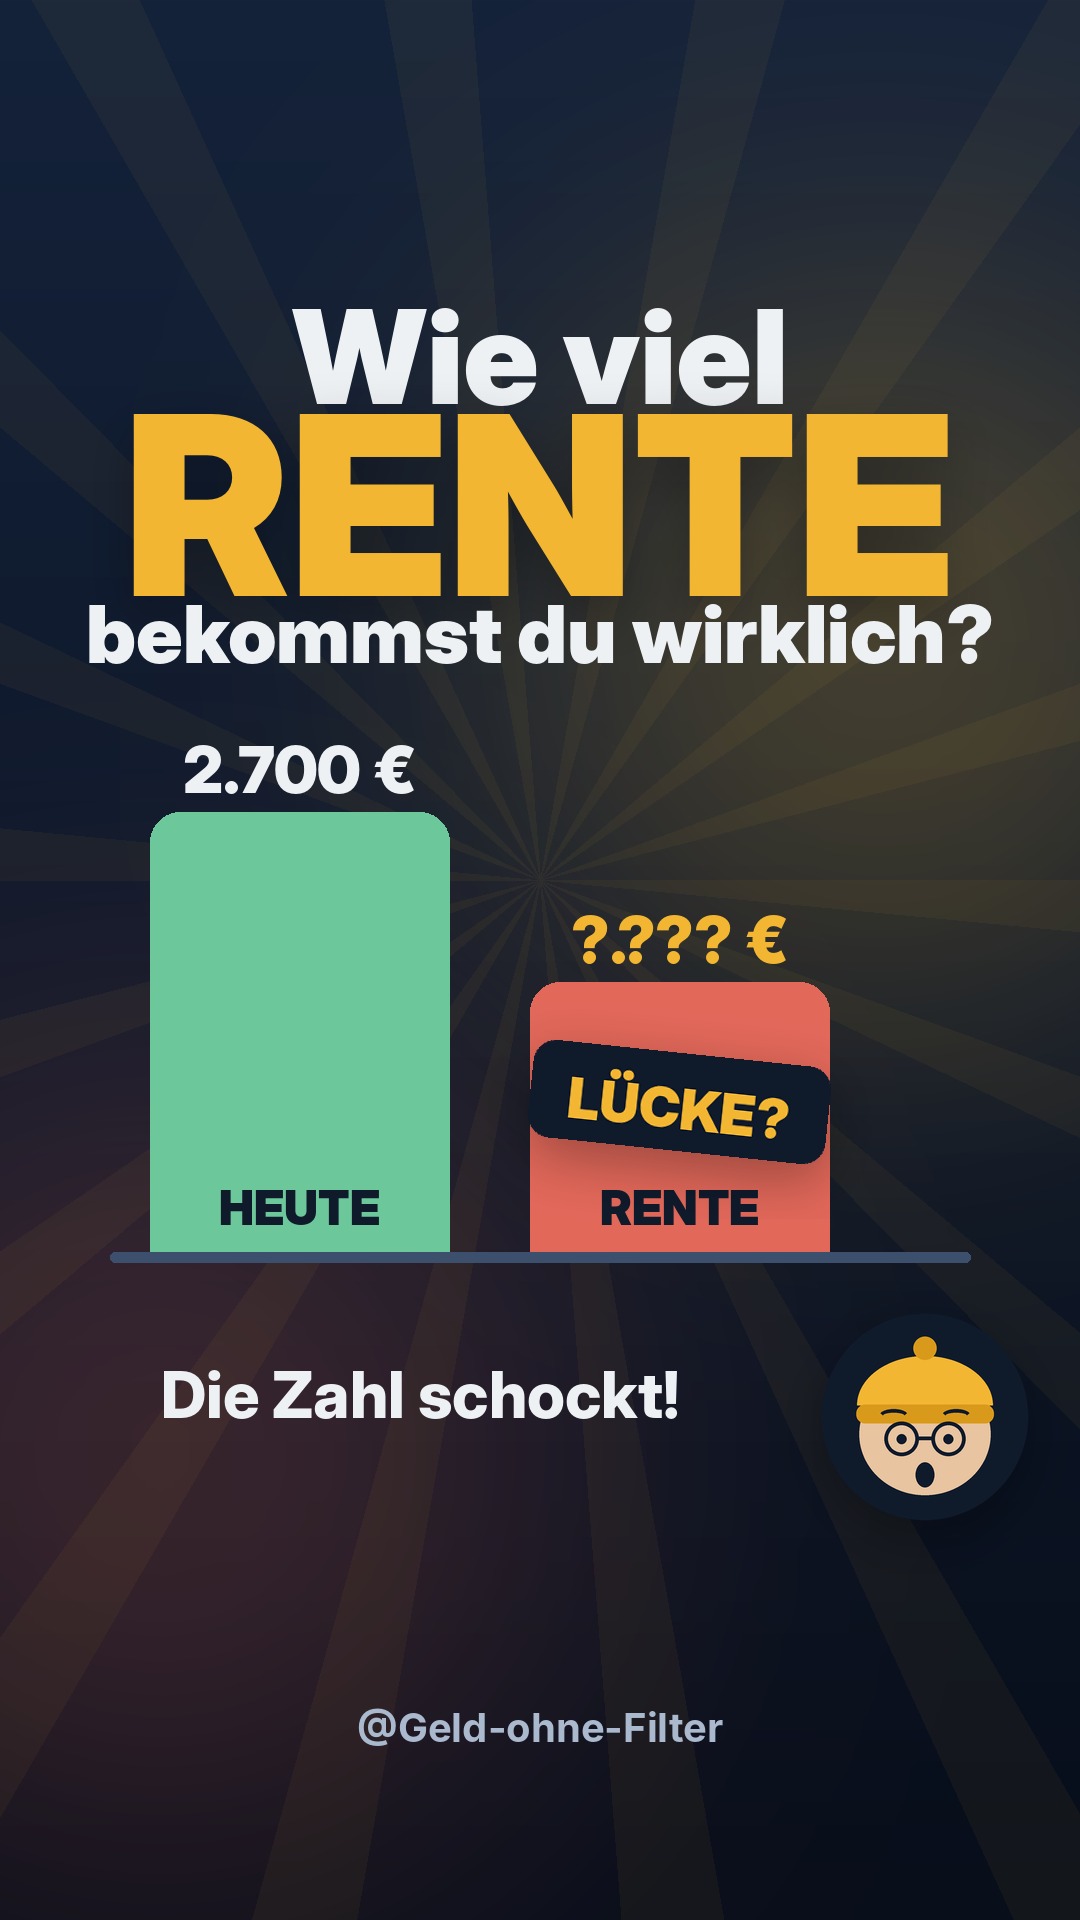 Wie viel
RENTE
bekommst du wirklich?
2.700 €
?.??? €
LÜCKE?
HEUTE
RENTE
Die Zahl schockt!
@Geld-ohne-Filter